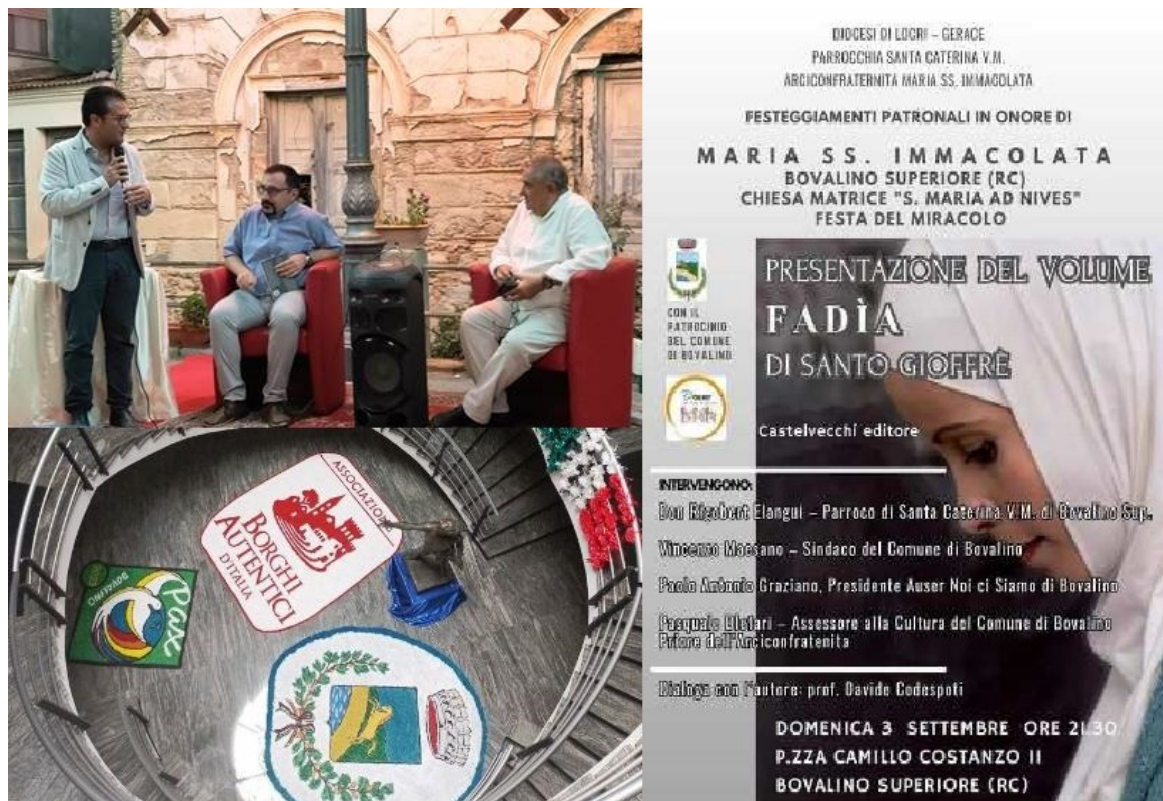 DIOCESI DI LOCRI – GERACE
PARROCCHIA SANTA CATERINA V.M.
ARCICONFRATERNITA MARIA SS. IMMACOLATA
FESTEGGIAMENTI PATRONALI IN ONORE DI
MARIA SS. IMMACOLATA
BOVALINO SUPERIORE (RC)
CHIESA MATRICE "S. MARIA AD NIVES"
FESTA DEL MIRACOLO
PRESENTAZIONE DEL VOLUME
FADÌA
DI SANTO GIOFFRÈ
CON IL
PATROCINIO
DEL COMUNE
DI BOVALINO
Castelvecchi editore
INTERVENGONO:
Don Rigobert Elangui – Parroco di Santa Caterina V.M. di Bovalino Sup.
Vincenzo Maesano – Sindaco del Comune di Bovalino
Paolo Antonio Graziano, Presidente Auser Noi ci Siamo di Bovalino
Pasquale – Assessore alla Cultura del Comune di Bovalino
Priore dell'Arciconfratenita
Dialoga con l'autore: prof. Davide Codespoti
DOMENICA 3 SETTEMBRE ORE 21.30
P.ZZA CAMILLO COSTANZO II
BOVALINO SUPERIORE (RC)
ASSOCIAZIONE
BORGHI
AUTENTICI
D'ITALIA
Pax
BOVALINO